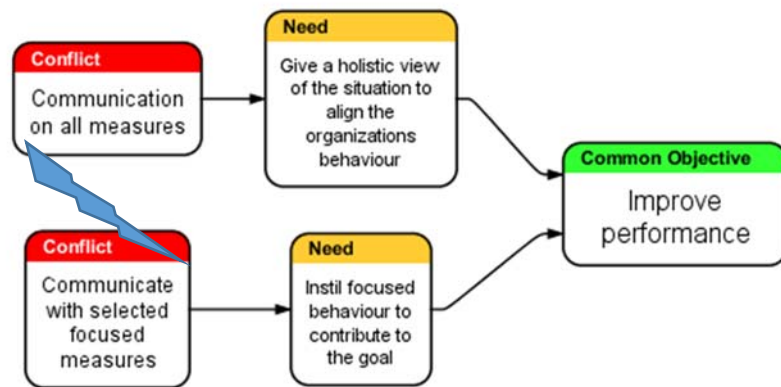 Conflict
Communication
on all measures
Need
Give a holistic view
of the situation to
align the
organizations
behaviour
Conflict
Communicate
with selected
focused
measures
Need
Instil focused
behaviour to
contribute to
the goal
Common Objective
Improve
performance